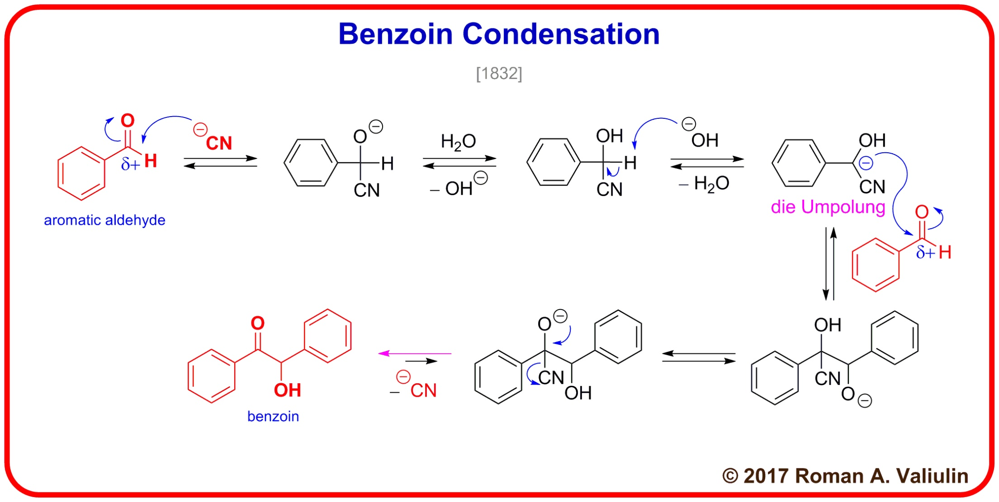 Benzoin Condensation
[1832]
O
H
δ+
⊖
CN
aromatic aldehyde
O⊖
H
CN
H₂O
– OH⊖
OH
H
CN
⊖
OH
– H₂O
OH
⊖
CN
die Umpolung
O
δ+ H
O
OH
benzoin
⊖
– CN
O⊖
CN
OH
OH
CN
O⊖
© 2017 Roman A. Valiulin